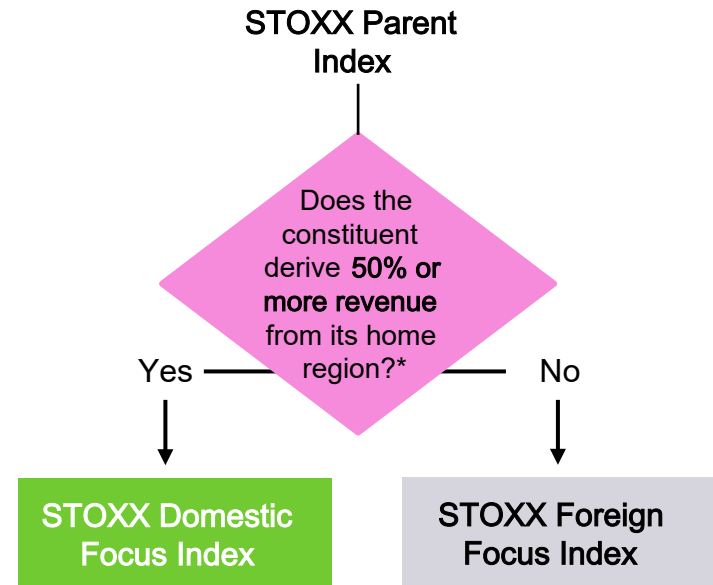 STOXX Parent
Index
Does the
constituent
derive 50% or
more revenue
from its home
region?*
Yes
No
STOXX Domestic
Focus Index
STOXX Foreign
Focus Index